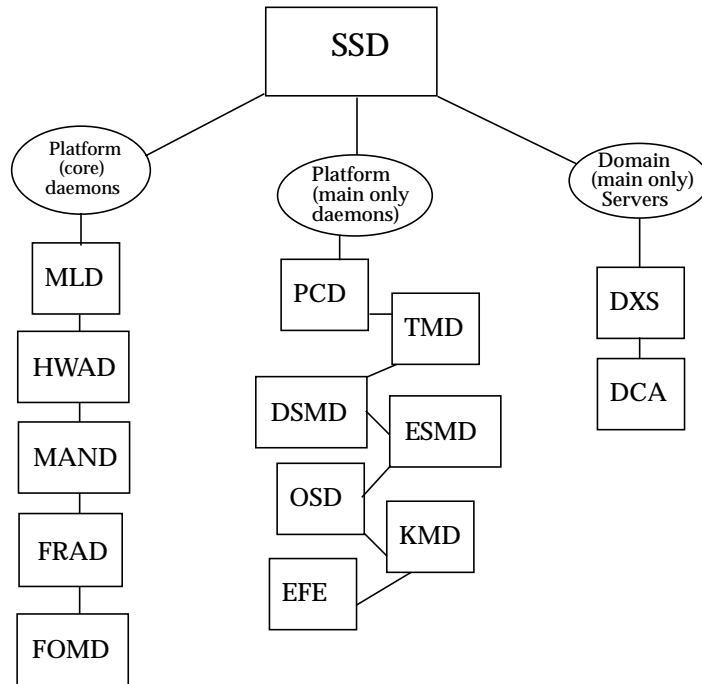 SSD
Platform
(core)
daemons
Platform
(main only
daemons)
Domain
(main only)
Servers
MLD
HWAD
MAND
FRAD
FOMD
PCD
TMD
DSMD
ESMD
OSD
KMD
EFE
DXS
DCA